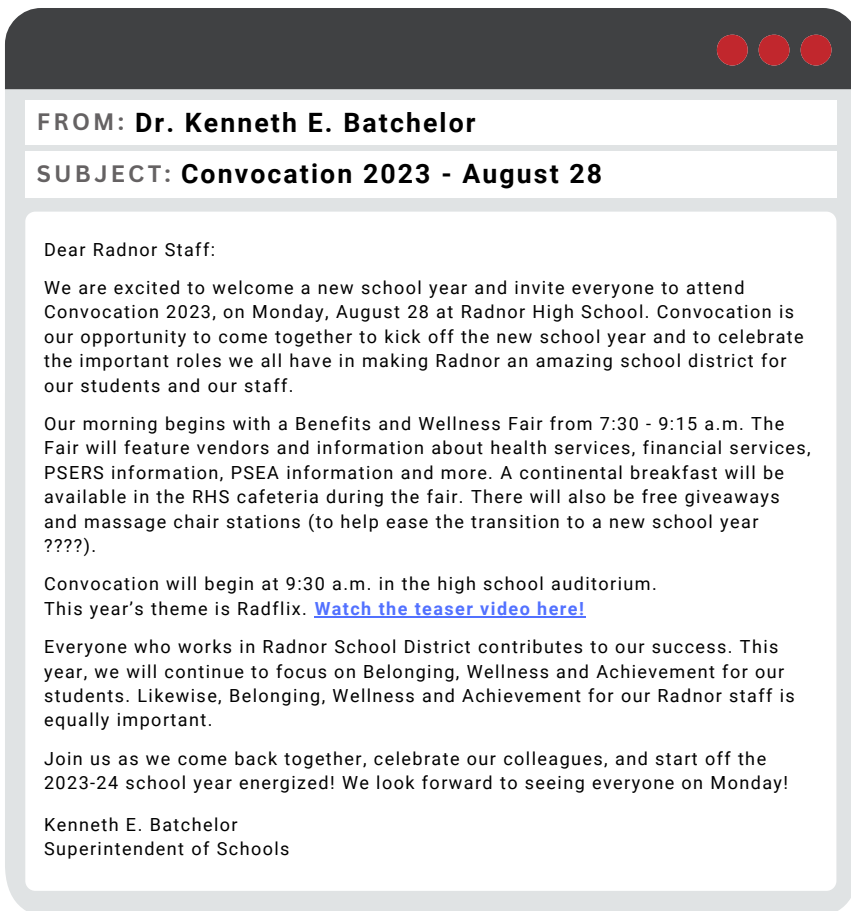 FROM: Dr. Kenneth E. Batchelor
SUBJECT: Convocation 2023 - August 28
Dear Radnor Staff:
We are excited to welcome a new school year and invite everyone to attend
Convocation 2023, on Monday, August 28 at Radnor High School. Convocation is
our opportunity to come together to kick off the new school year and to celebrate
the important roles we all have in making Radnor an amazing school district for
our students and our staff.
Our morning begins with a Benefits and Wellness Fair from 7:30 - 9:15 a.m. The
Fair will feature vendors and information about health services, financial services,
PSERS information, PSEA information and more. A continental breakfast will be
available in the RHS cafeteria during the fair. There will also be free giveaways
and massage chair stations (to help ease the transition to a new school year
????).
Convocation will begin at 9:30 a.m. in the high school auditorium.
This year’s theme is Radflix. Watch the teaser video here!
Everyone who works in Radnor School District contributes to our success. This
year, we will continue to focus on Belonging, Wellness and Achievement for our
students. Likewise, Belonging, Wellness and Achievement for our Radnor staff is
equally important.
Join us as we come back together, celebrate our colleagues, and start off the
2023-24 school year energized! We look forward to seeing everyone on Monday!
Kenneth E. Batchelor
Superintendent of Schools